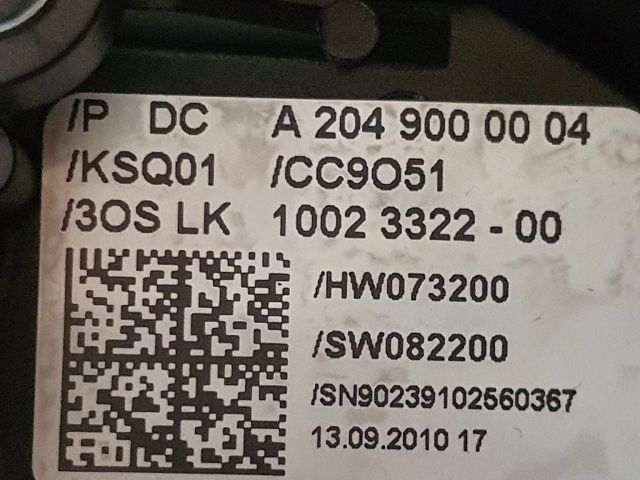 /P DC A 204 900 00 04
/KSQ01 /CC9O51
/3OS LK 1002 3322 - 00
/HW073200
/SW082200
/SN90239102560367
13.09.2010 17